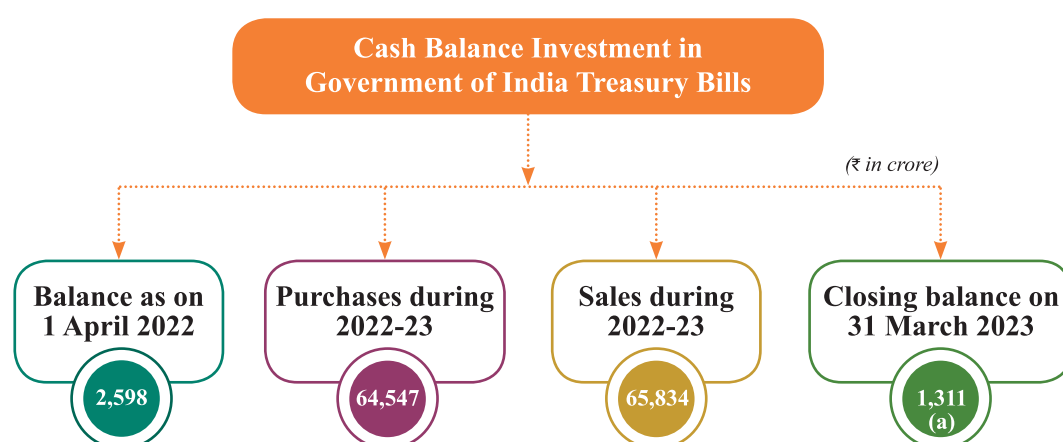 Cash Balance Investment in
Government of India Treasury Bills
(₹ in crore)
Balance as on
1 April 2022
2,598
Purchases during
2022-23
64,547
Sales during
2022-23
65,834
Closing balance on
31 March 2023
1,311
(a)